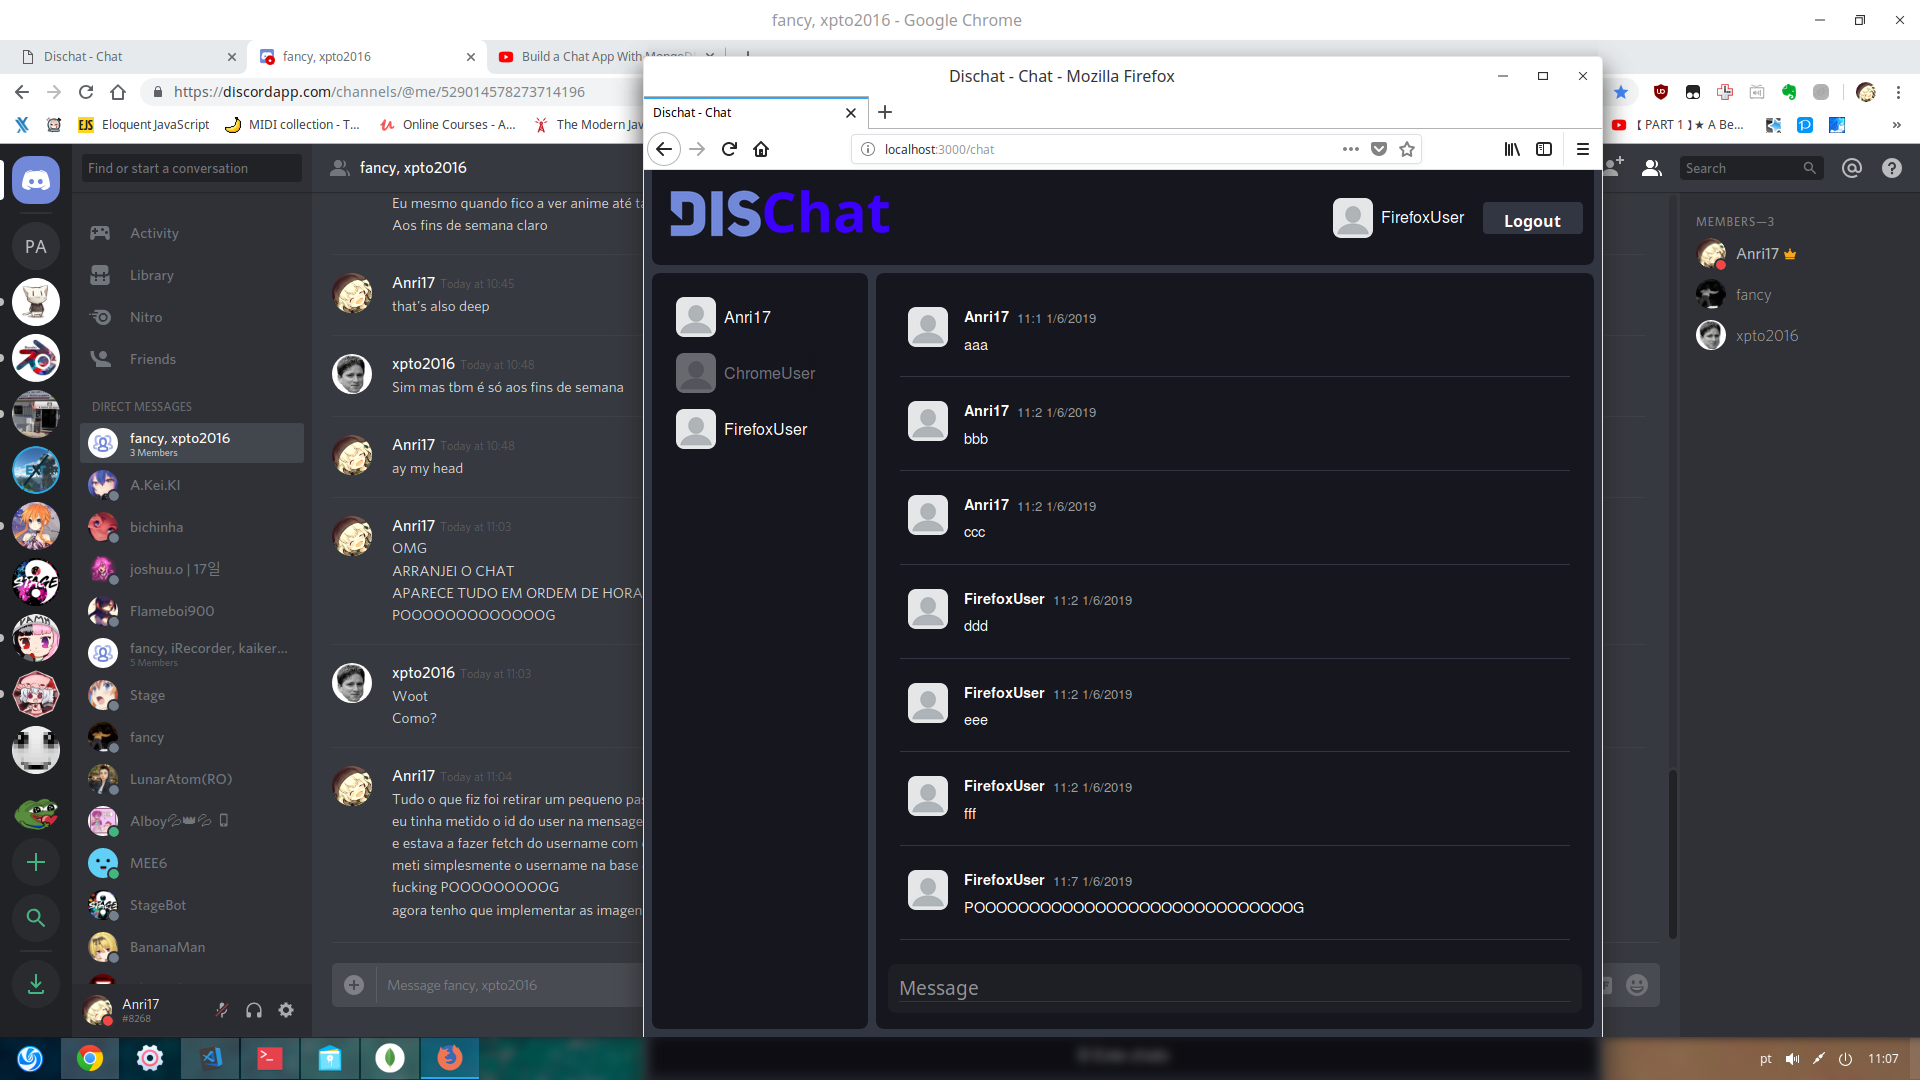 fancy, xpto2016 - Google Chrome
Dischat - Chat
fancy, xpto2016
Build a Chat App With
https://discordapp.com/channels/@me/529014578273714196
Eloquent JavaScript
MIDI collection - T...
Online Courses - A...
The Modern Jav
【 PART 1 】★ A Be...
Dischat - Chat - Mozilla Firefox
Dischat - Chat
localhost:3000/chat
Find or start a conversation
Activity
Library
Nitro
Friends
DIRECT MESSAGES
fancy, xpto2016
3 Members
A.Kei.KI
bichinha
joshuu.o | 17일
Flameboi900
fancy, iRecorder, kaiker...
5 Members
Stage
fancy
LunarAtom(RO)
Alboy
MEE6
StageBot
BananaMan
Anri17
#8268
PA
fancy, xpto2016
Eu mesmo quando fico a ver anime até ta
Aos fins de semana claro
Anri17 Today at 10:45
that's also deep
xpto2016 Today at 10:48
Sim mas tbm é só aos fins de semana
Anri17 Today at 10:48
ay my head
Anri17 Today at 11:03
OMG
ARRANJEI O CHAT
APARECE TUDO EM ORDEM DE HORA
POOOOOOOOOOOOOG
xpto2016 Today at 11:03
Woot
Como?
Anri17 Today at 11:04
Tudo o que fiz foi retirar um pequeno pas
eu tinha metido o id do user na mensage
e estava a fazer fetch do username com
meti simplesmente o username na base
fucking POOOOOOOOOG
agora tenho que implementar as imagen
Message fancy, xpto2016
DISChat
FirefoxUser
Logout
Anri17
ChromeUser
FirefoxUser
Anri17 11:1 1/6/2019
aaa
Anri17 11:2 1/6/2019
bbb
Anri17 11:2 1/6/2019
ccc
FirefoxUser 11:2 1/6/2019
ddd
FirefoxUser 11:2 1/6/2019
eee
FirefoxUser 11:2 1/6/2019
fff
FirefoxUser 11:7 1/6/2019
POOOOOOOOOOOOOOOOOOOOOOOOOOOOOG
Message
Search
MEMBERS—3
Anri17
fancy
xpto2016
pt
11:07